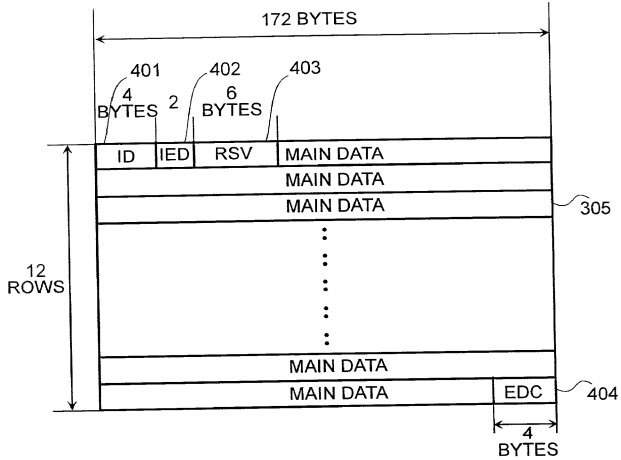 172 BYTES
401 402 403
4 2 6
BYTES BYTES
ID IED RSV MAIN DATA
MAIN DATA
MAIN DATA
305
12
ROWS
MAIN DATA
MAIN DATA EDC
404
4
BYTES